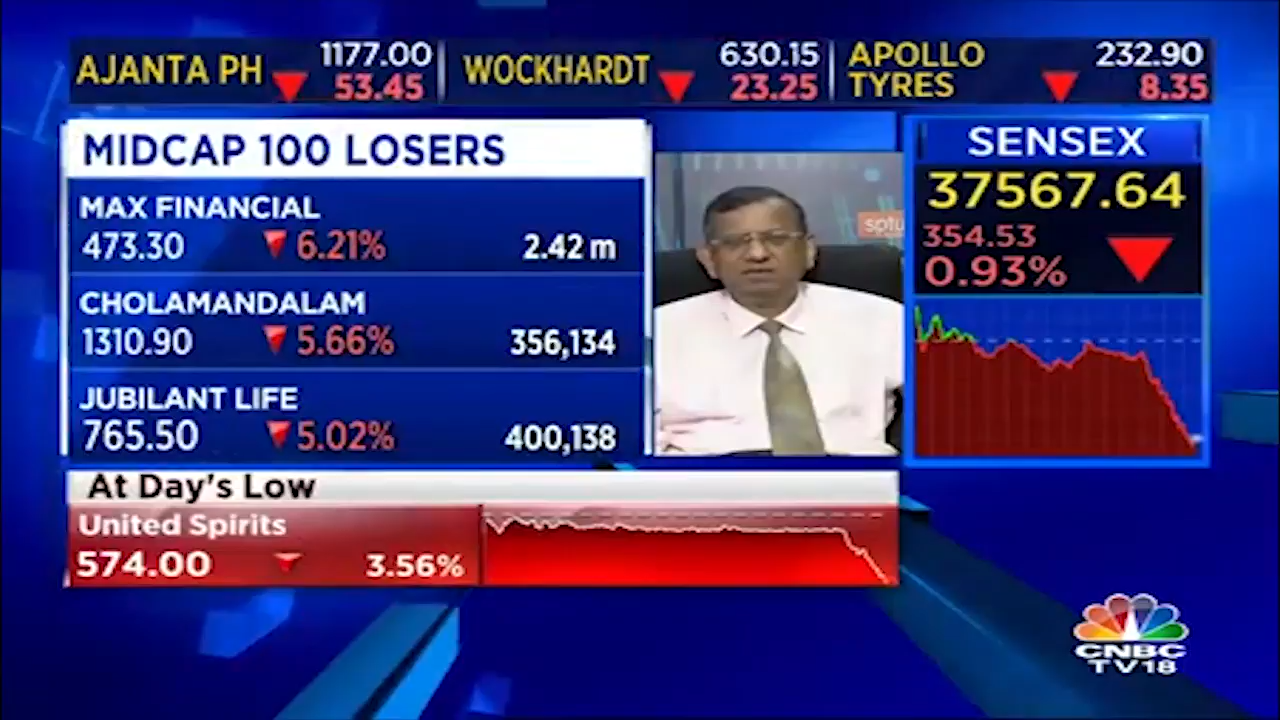 AJANTA PH 1177.00 53.45
WOCKHARDT 630.15 23.25
APOLLO TYRES 232.90 8.35
MIDCAP 100 LOSERS
MAX FINANCIAL
473.30 6.21% 2.42 m
CHOLAMANDALAM
1310.90 5.66% 356,134
JUBILANT LIFE
765.50 5.02% 400,138
SENSEX
37567.64
354.53
0.93%
At Day's Low
United Spirits
574.00 3.56%
CNBC
TV18